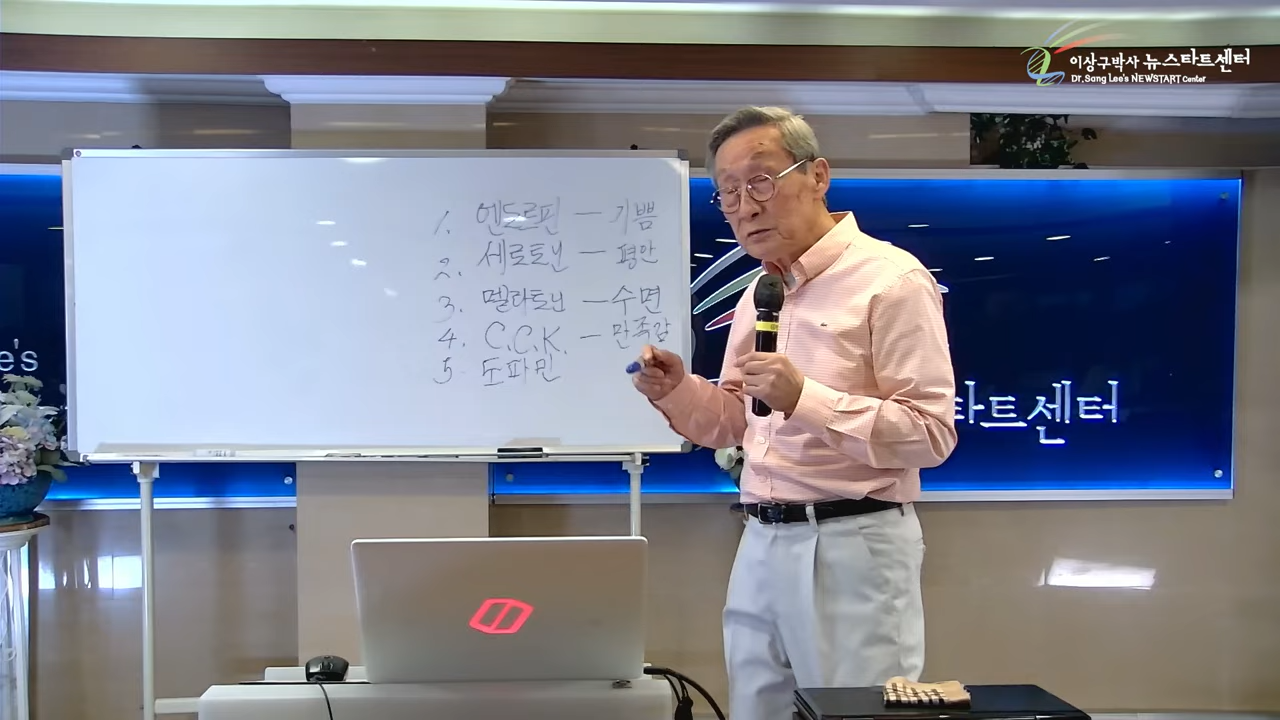 이상구박사 뉴스타트센터
Dr. Sang Lee's NEWSTART Center
1. 엔도르핀 — 기쁨
2. 세로토닌 — 평안
3. 멜라토닌 — 수면
4. C.C.K. — 만족감
5. 도파민
e's
타트센터